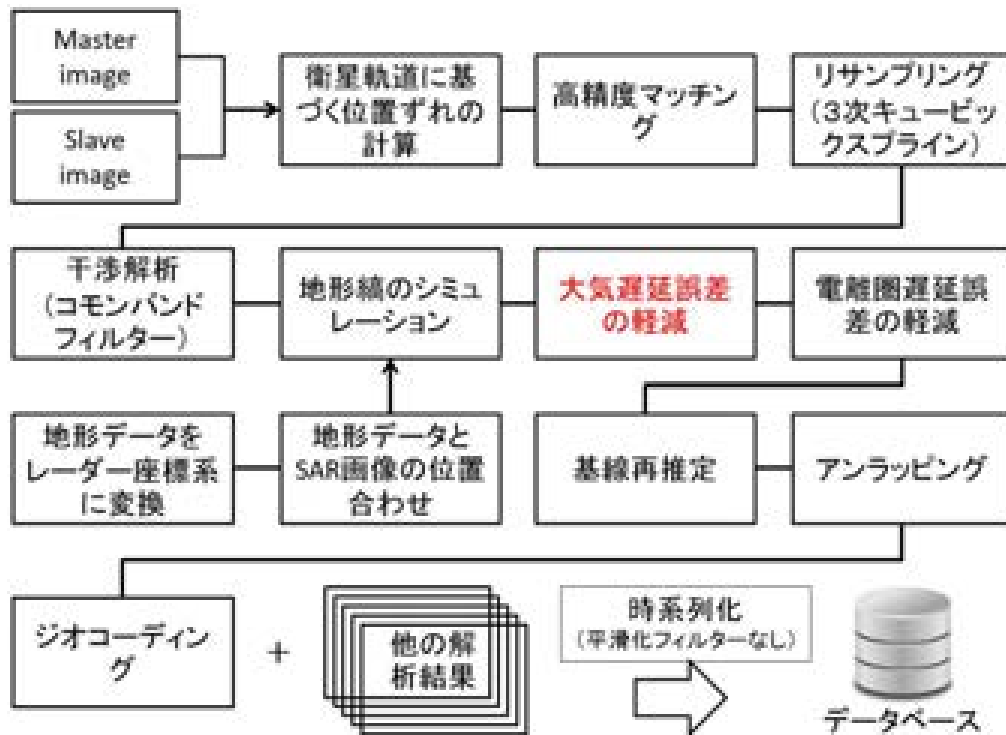 Master
image
Slave
image
衛星軌道に基
づく位置ずれの
計算
高精度マッチン
グ
リサンプリング
(3次キュービッ
クスプライン)
干渉解析
(コモンバンド
フィルター)
地形縞のシミュ
レーション
大気遅延誤差
の軽減
電離圏遅延誤
差の軽減
地形データを
レーダー座標系
に変換
地形データと
SAR画像の位置
合わせ
基線再推定
アンラッピング
ジオコーディン
グ
+
他の解
析結果
時系列化
(平滑化フィルターなし)
データベース